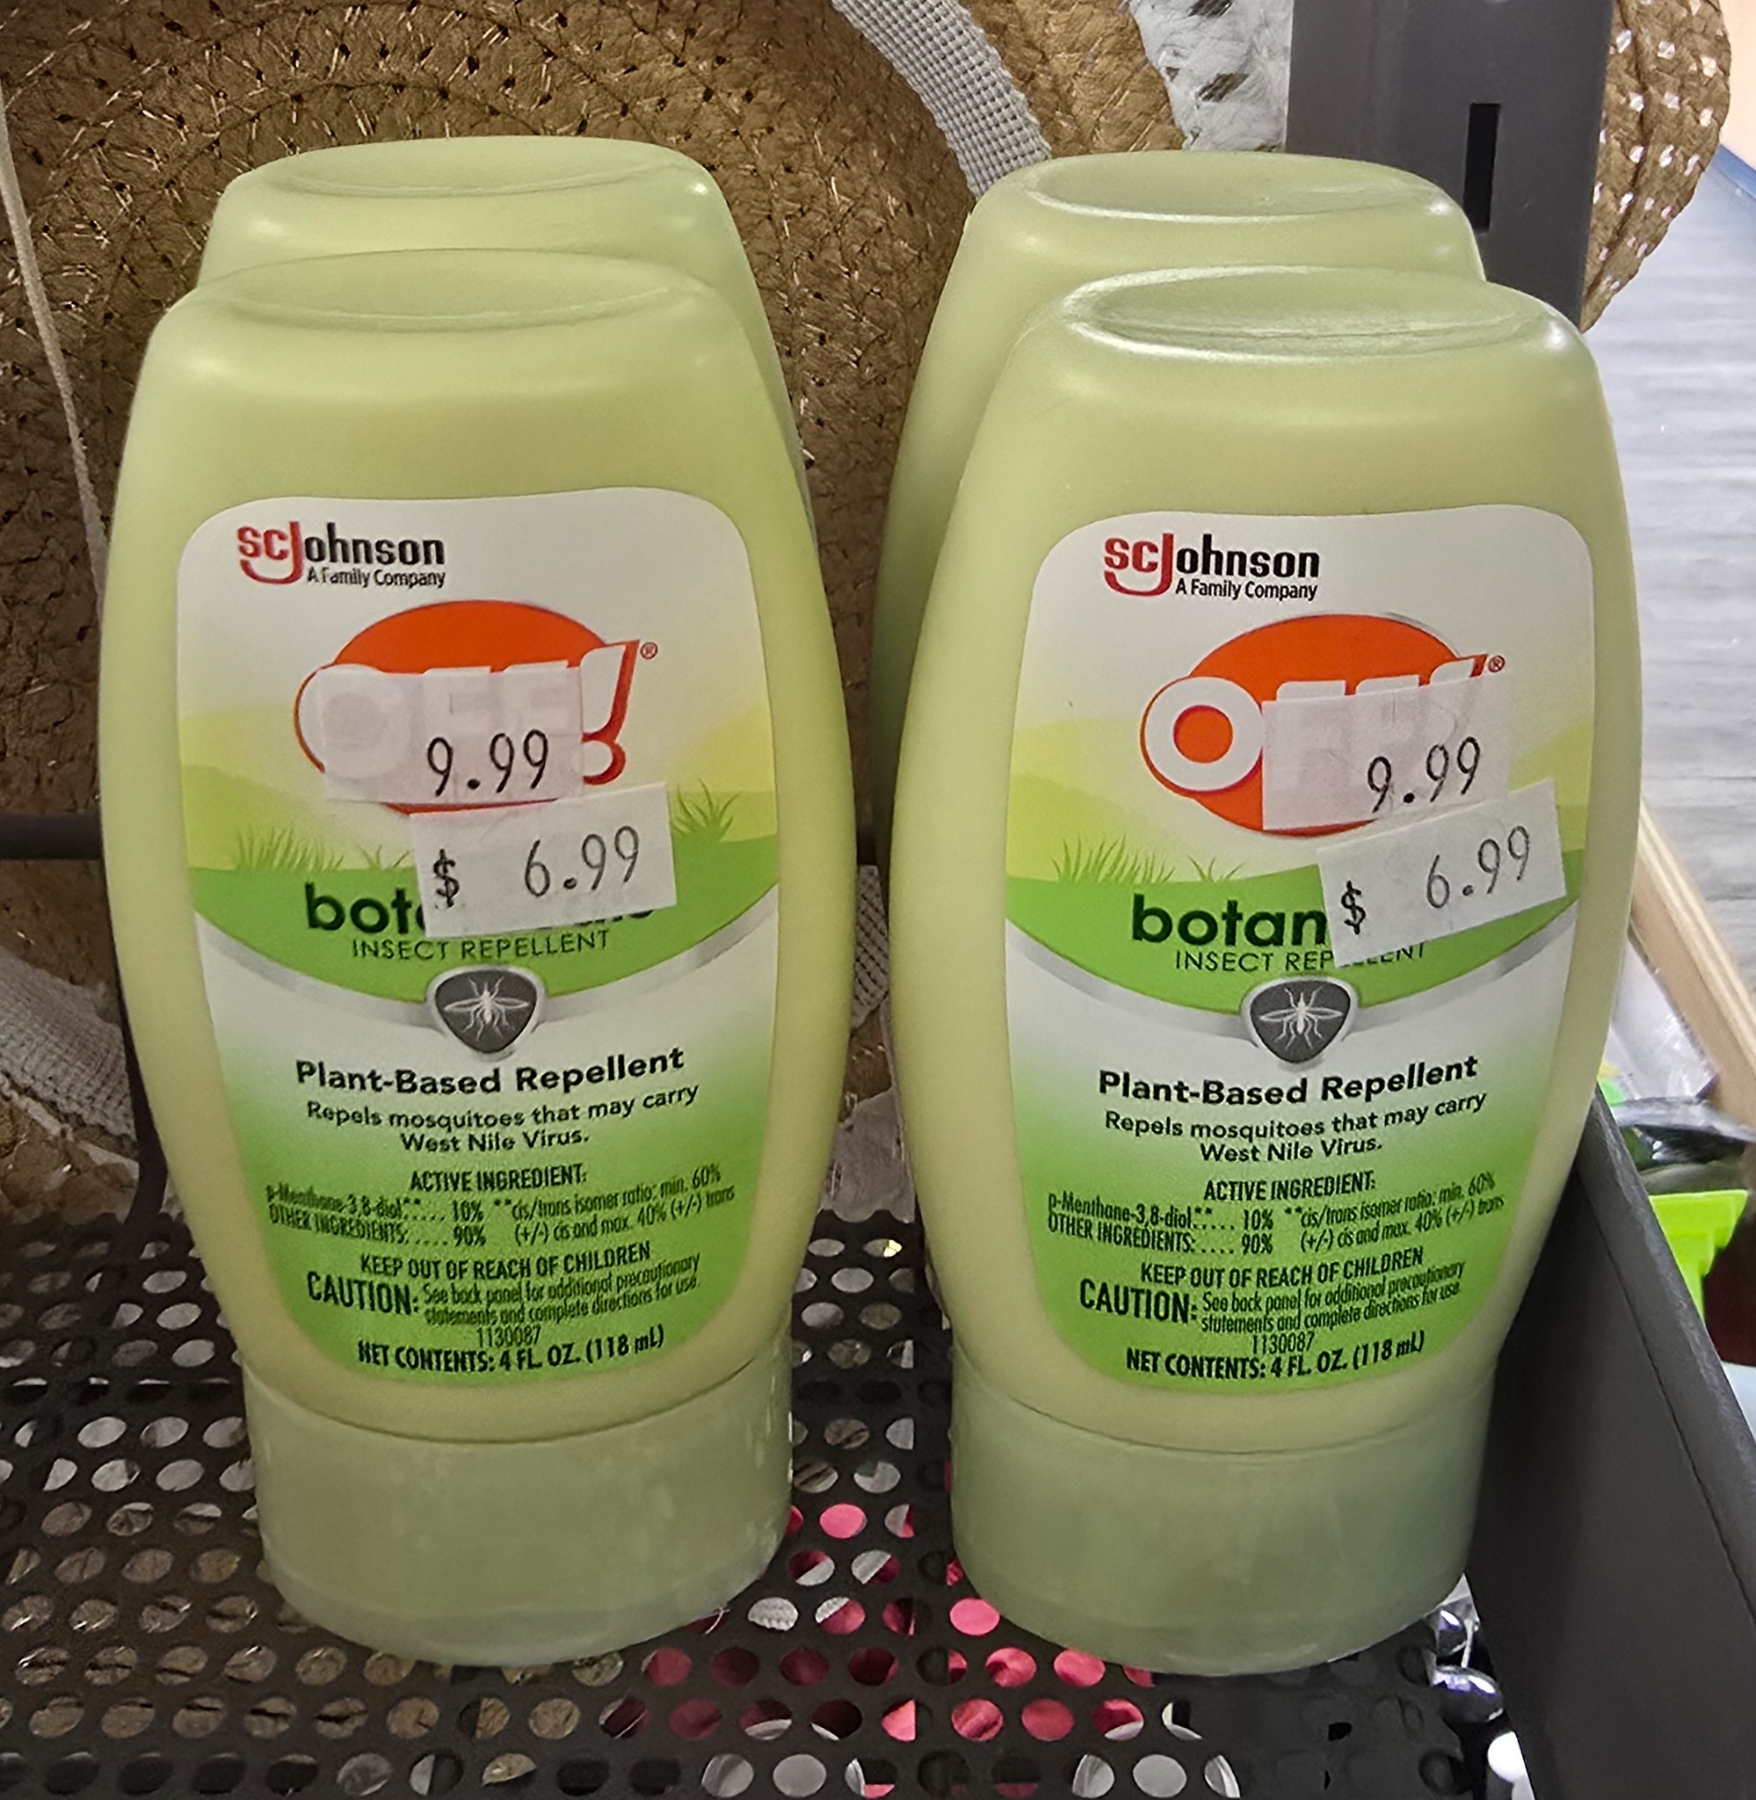 SCJohnson
A Family Company
OFF!®
9.99
$ 6.99
INSECT REPELLENT
Plant-Based Repellent
Repels mosquitoes that may carry
West Nile Virus.
ACTIVE INGREDIENT:
p-Menthane-3,8-diol**..... 10% **cis/trans isomer ratio: min. 60%
OTHER INGREDIENTS: .... 90% (+/-) cis and max. 40% (+/-) trans
KEEP OUT OF REACH OF CHILDREN
CAUTION: See back panel for additional precautionary
statements and complete directions for use.
1130087
NET CONTENTS: 4 FL. OZ. (118 mL)
SCJohnson
A Family Company
OFF!®
9.99
$ 6.99
botan
INSECT REPELLENT
Plant-Based Repellent
Repels mosquitoes that may carry
West Nile Virus.
ACTIVE INGREDIENT:
p-Menthane-3,8-diol**..... 10% **cis/trans isomer ratio: min. 60%
OTHER INGREDIENTS: .... 90% (+/-) cis and max. 40% (+/-) trans
KEEP OUT OF REACH OF CHILDREN
CAUTION: See back panel for additional precautionary
statements and complete directions for use.
1130087
NET CONTENTS: 4 FL. OZ. (118 mL)